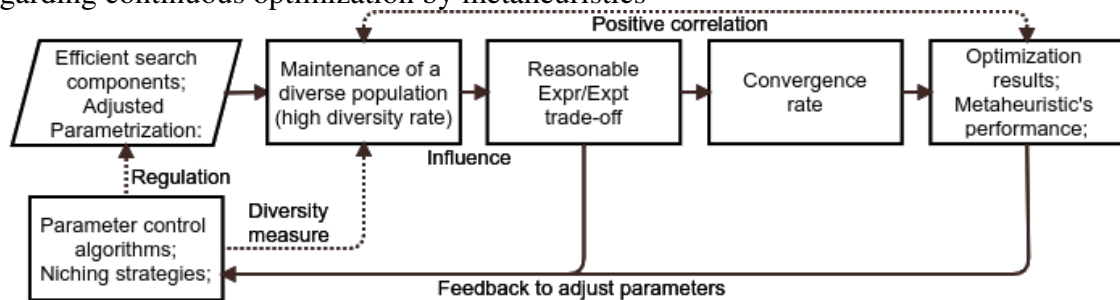 garding continuous optimization by metaheuristics
Positive correlation
Efficient search
components;
Adjusted
Parametrization:
Maintenance of a
diverse population
(high diversity rate)
Reasonable
Expr/Expt
trade-off
Convergence
rate
Optimization
results;
Metaheuristic's
performance;
Influence
Regulation
Parameter control
algorithms;
Niching strategies;
Diversity
measure
Feedback to adjust parameters